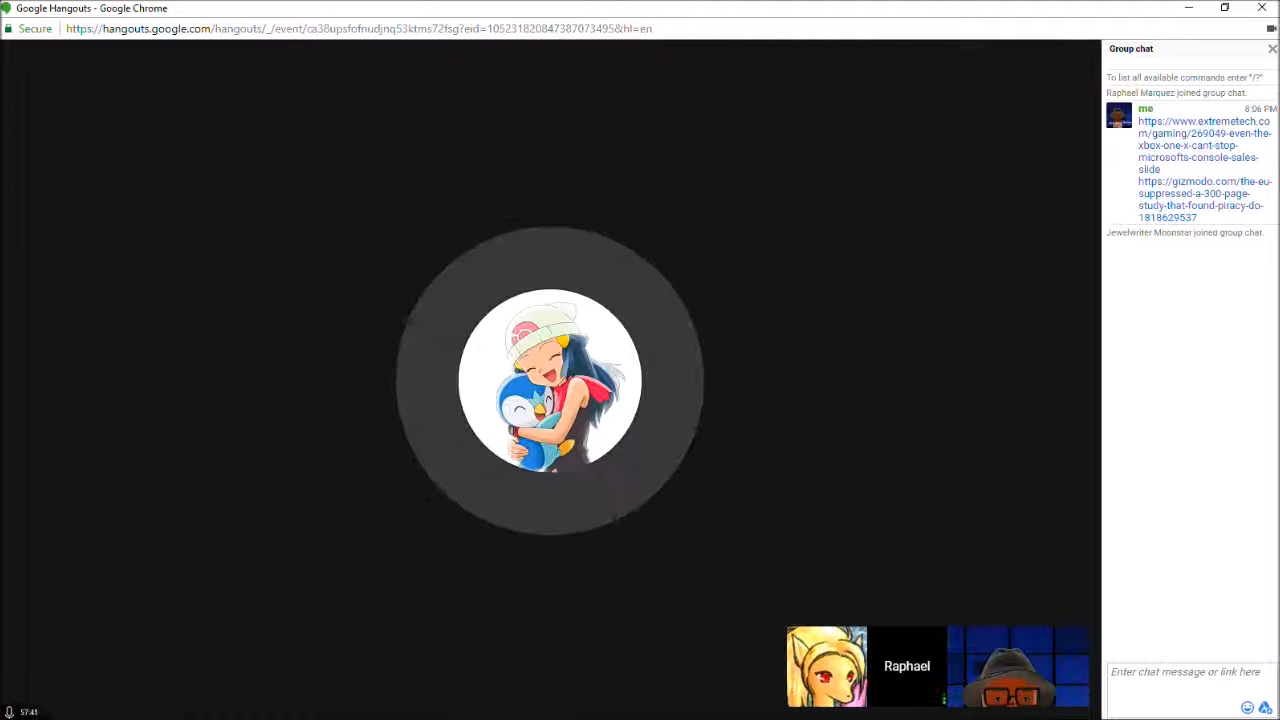 Google Hangouts - Google Chrome
Secure
https://hangouts.google.com/hangouts/_/event/ca38upsfofnudjnq53ktms72fsg?eid=105231820847387073495&hl=en
Group chat
To list all available commands enter "/?"
Raphael Marquez joined group chat.
me
8:06 PM
https://www.extremetech.co
m/gaming/269049-even-the-
xbox-one-x-cant-stop-
microsofts-console-sales-
slide
https://gizmodo.com/the-eu-
suppressed-a-300-page-
study-that-found-piracy-do-
1818629537
Jewelwriter Moonstar joined group chat.
Raphael
Enter chat message or link here
57:41